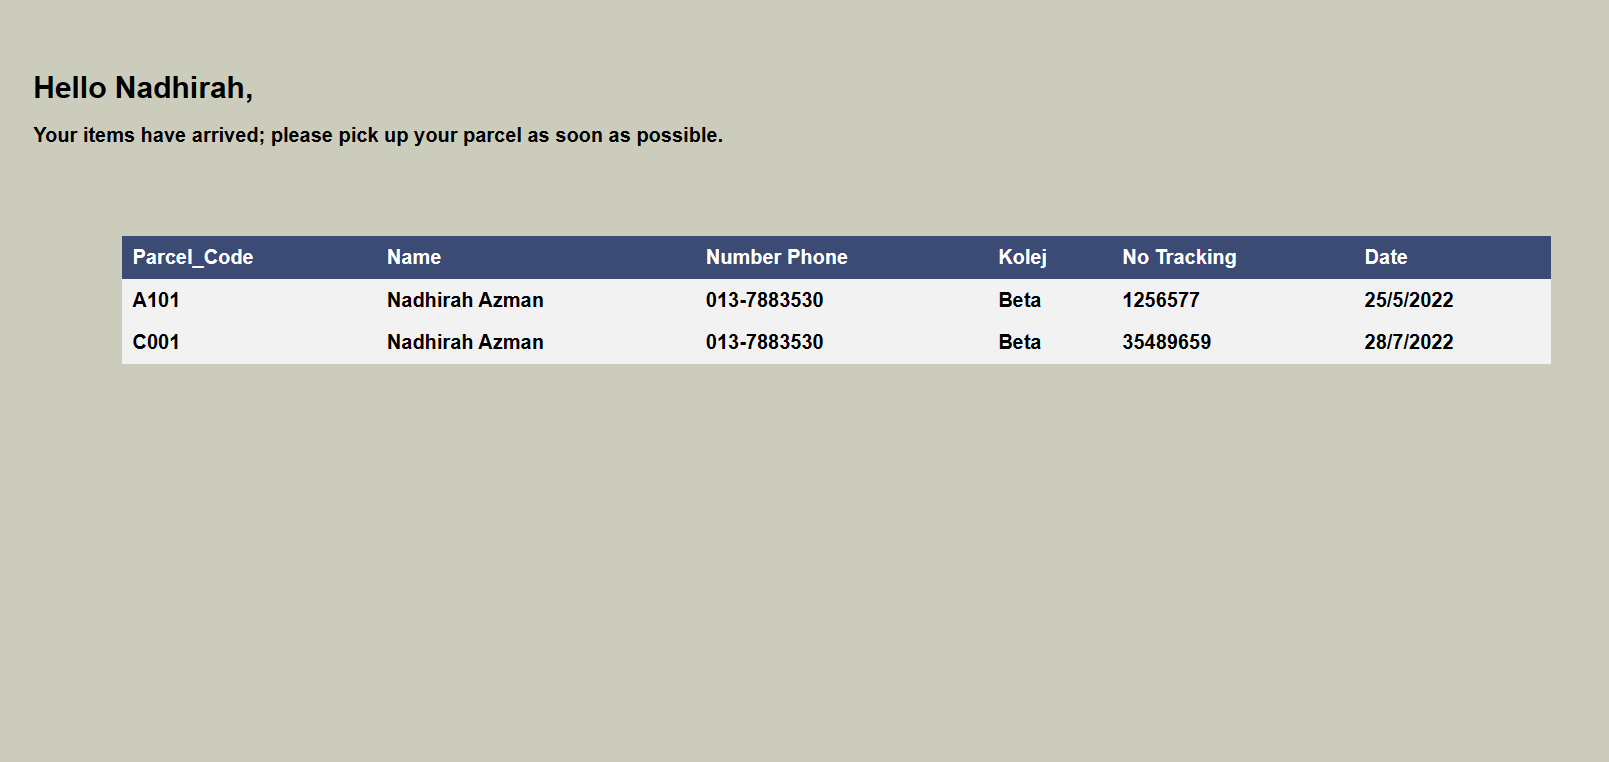 Hello Nadhirah,
Your items have arrived; please pick up your parcel as soon as possible.
Parcel_Code Name Number Phone Kolej No Tracking Date
A101 Nadhirah Azman 013-7883530 Beta 1256577 25/5/2022
C001 Nadhirah Azman 013-7883530 Beta 35489659 28/7/2022